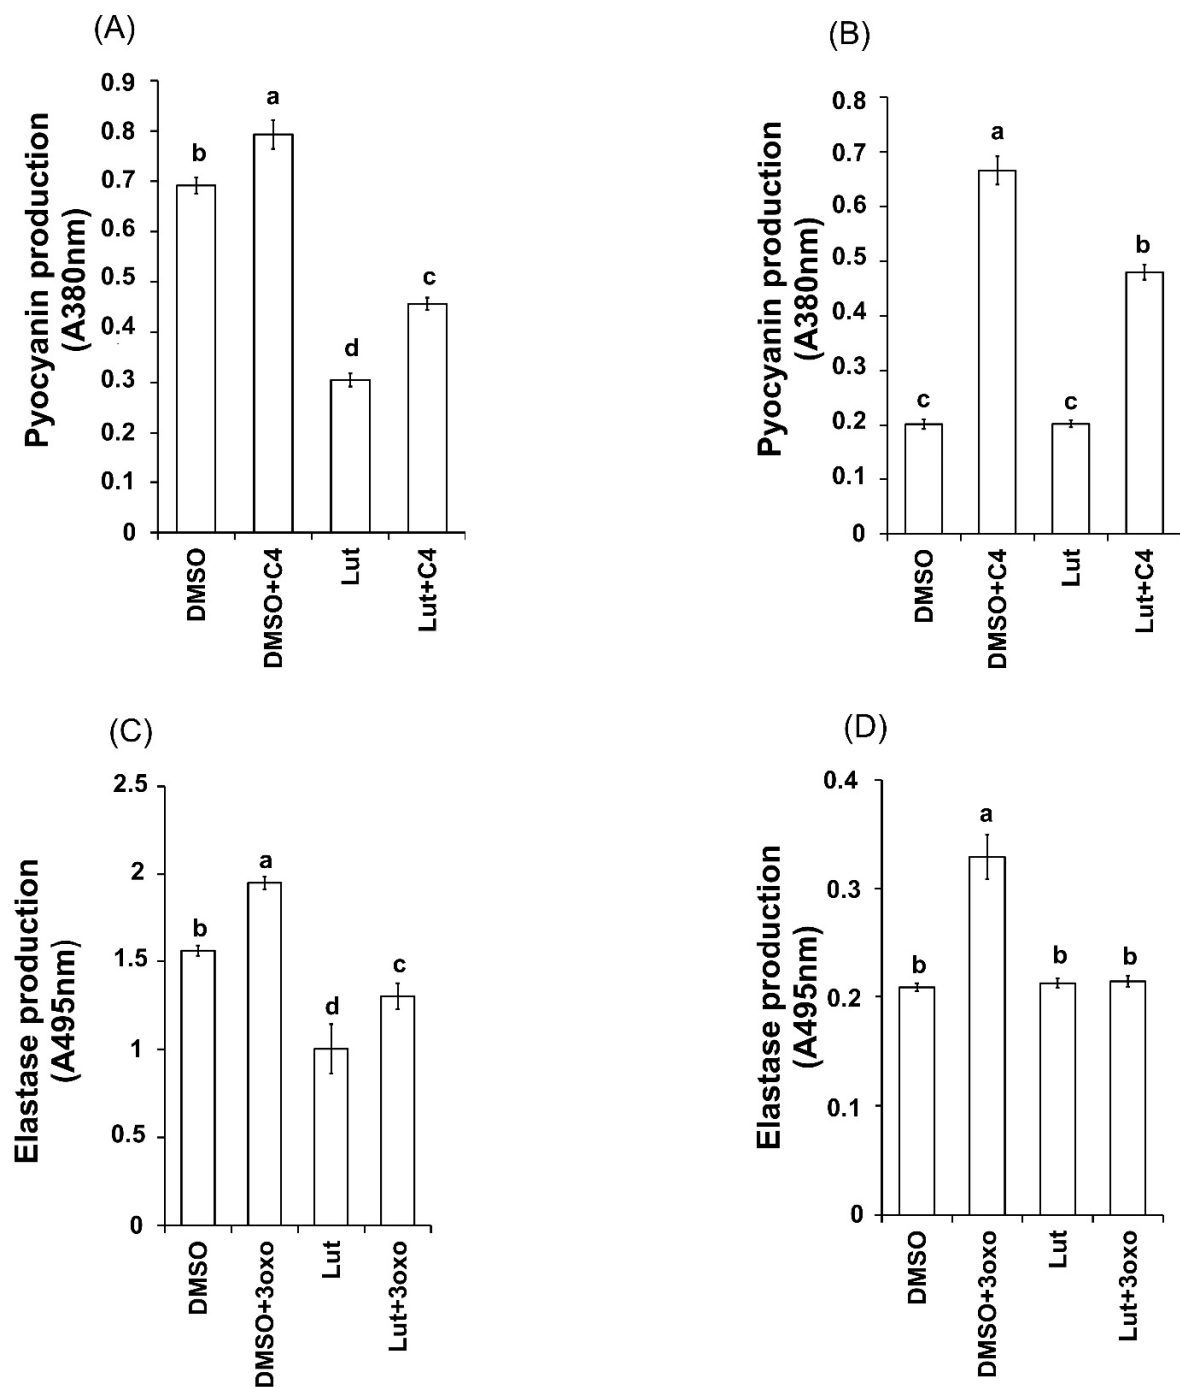 (A)
Pyocyanin production
(A380nm)
0.9
0.8
0.7
0.6
0.5
0.4
0.3
0.2
0.1
0
b
a
d
c
DMSO
DMSO+C4
Lut
Lut+C4
(B)
Pyocyanin production
(A380nm)
0.8
0.7
0.6
0.5
0.4
0.3
0.2
0.1
0
c
a
c
b
DMSO
DMSO+C4
Lut
Lut+C4
(C)
Elastase production
(A495nm)
2.5
2
1.5
1
0.5
0
b
a
d
c
DMSO
DMSO+3oxo
Lut
Lut+3oxo
(D)
Elastase production
(A495nm)
0.4
0.3
0.2
0.1
0
b
a
b
b
DMSO
DMSO+3oxo
Lut
Lut+3oxo